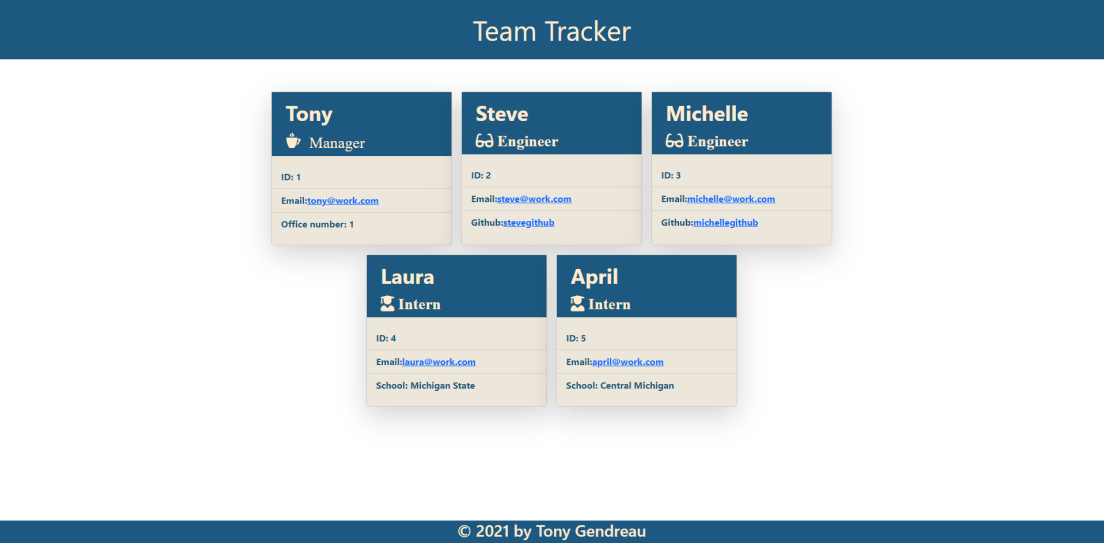 Team Tracker
Tony
Manager
ID: 1
Email:tony@work.com
Office number: 1
Steve
Engineer
ID: 2
Email:steve@work.com
Github:stevegithub
Michelle
Engineer
ID: 3
Email:michelle@work.com
Github:michellegithub
Laura
Intern
ID: 4
Email:laura@work.com
School: Michigan State
April
Intern
ID: 5
Email:april@work.com
School: Central Michigan
© 2021 by Tony Gendreau